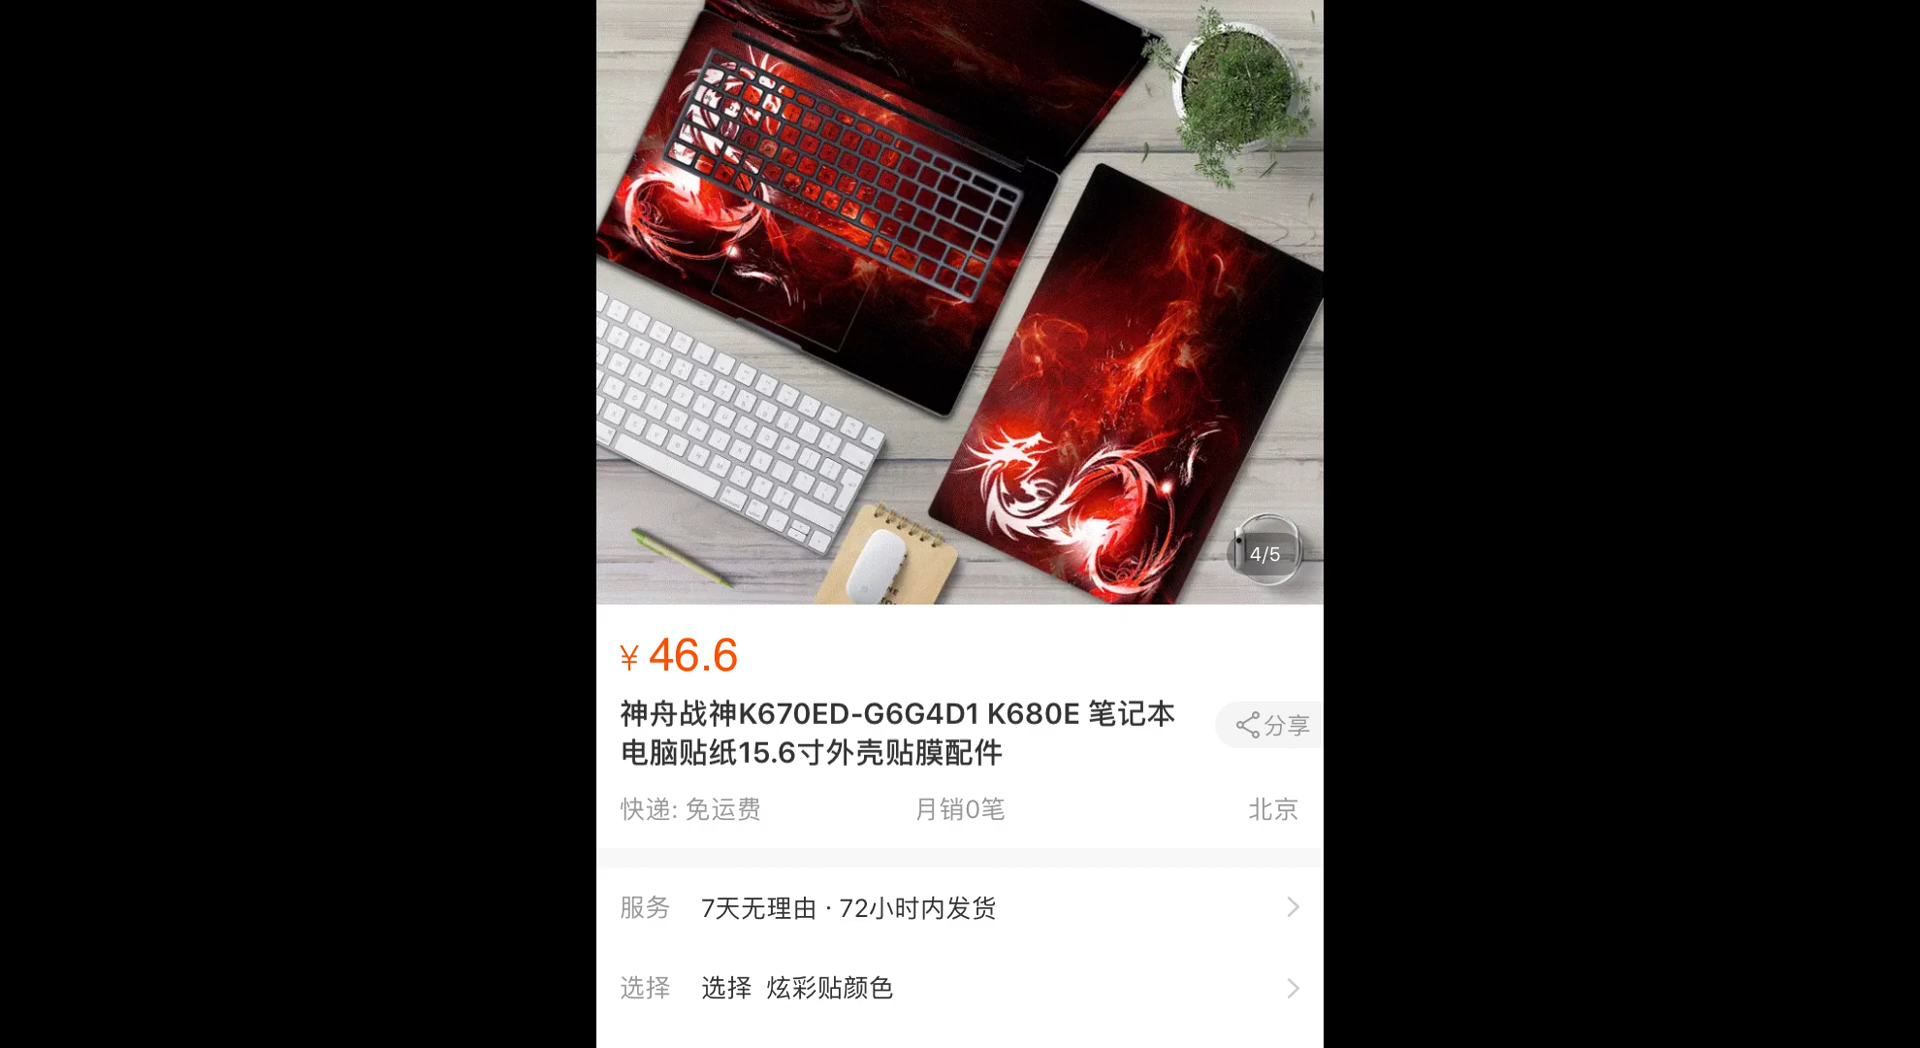 4/5
¥ 46.6
神舟战神K670ED-G6G4D1 K680E 笔记本
电脑贴纸15.6寸外壳贴膜配件
分享
快递: 免运费 月销0笔 北京
服务 7天无理由 · 72小时内发货
选择 选择 炫彩贴颜色